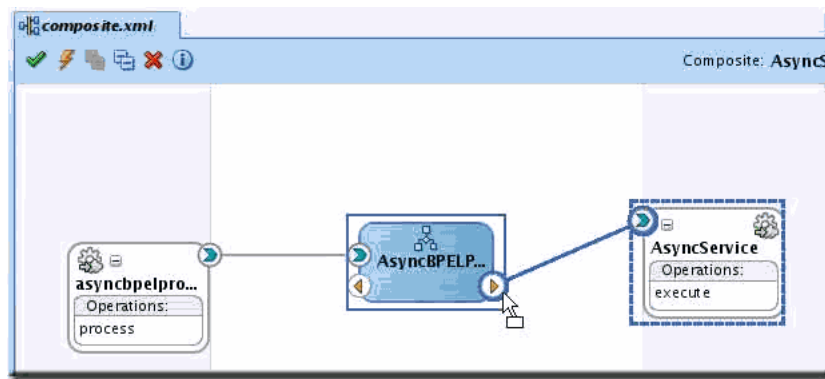 composite.xml
Composite: AsyncS
asyncbpelpro...
Operations:
process
AsyncBPELP...
AsyncService
Operations:
execute